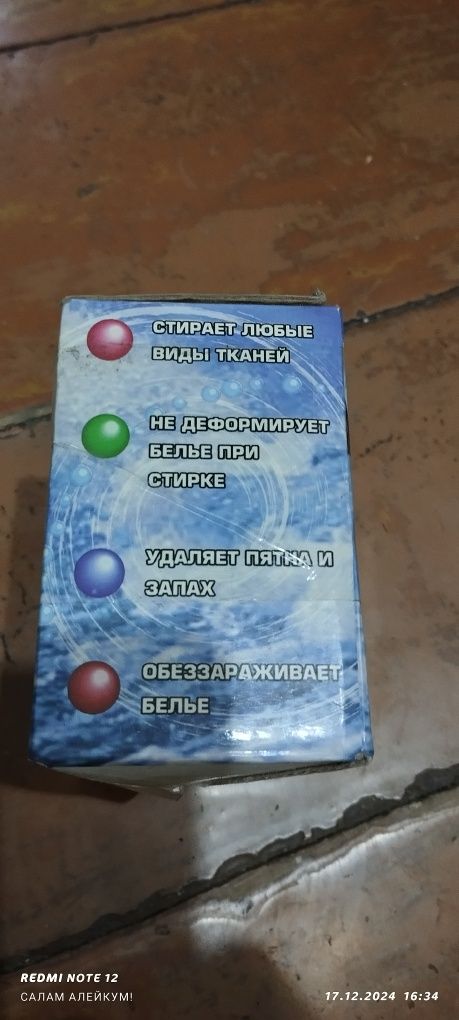 СТИРАЕТ ЛЮБЫЕ
ВИДЫ ТКАНЕЙ
НЕ ДЕФОРМИРУЕТ
БЕЛЬЕ ПРИ
СТИРКЕ
УДАЛЯЕТ ПЯТНА И
ЗАПАХ
ОБЕЗЗАРАЖИВАЕТ
БЕЛЬЕ
REDMI NOTE 12
САЛАМ АЛЕЙКУМ!
17.12.2024 16:34